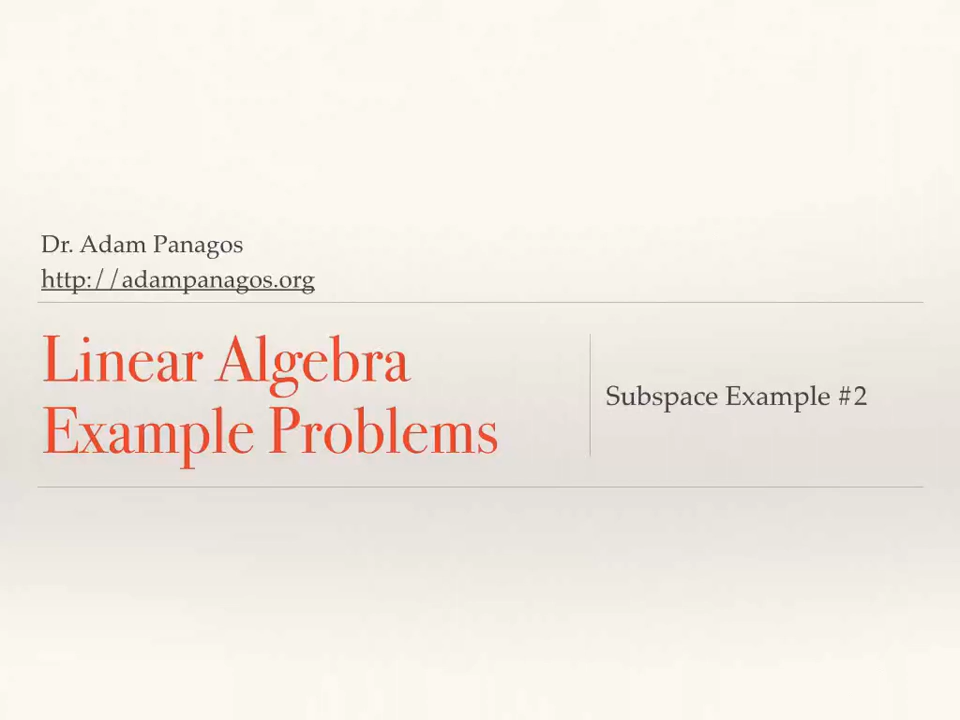 Dr. Adam Panagos
http://adampanagos.org
Linear Algebra
Example Problems
Subspace Example #2